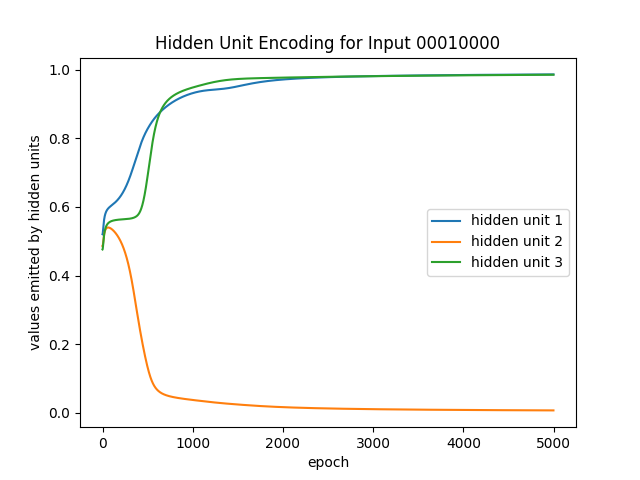 Hidden Unit Encoding for Input 00010000
values emitted by hidden units
1.0
0.8
0.6
0.4
0.2
0.0
hidden unit 1
hidden unit 2
hidden unit 3
0 1000 2000 3000 4000 5000
epoch